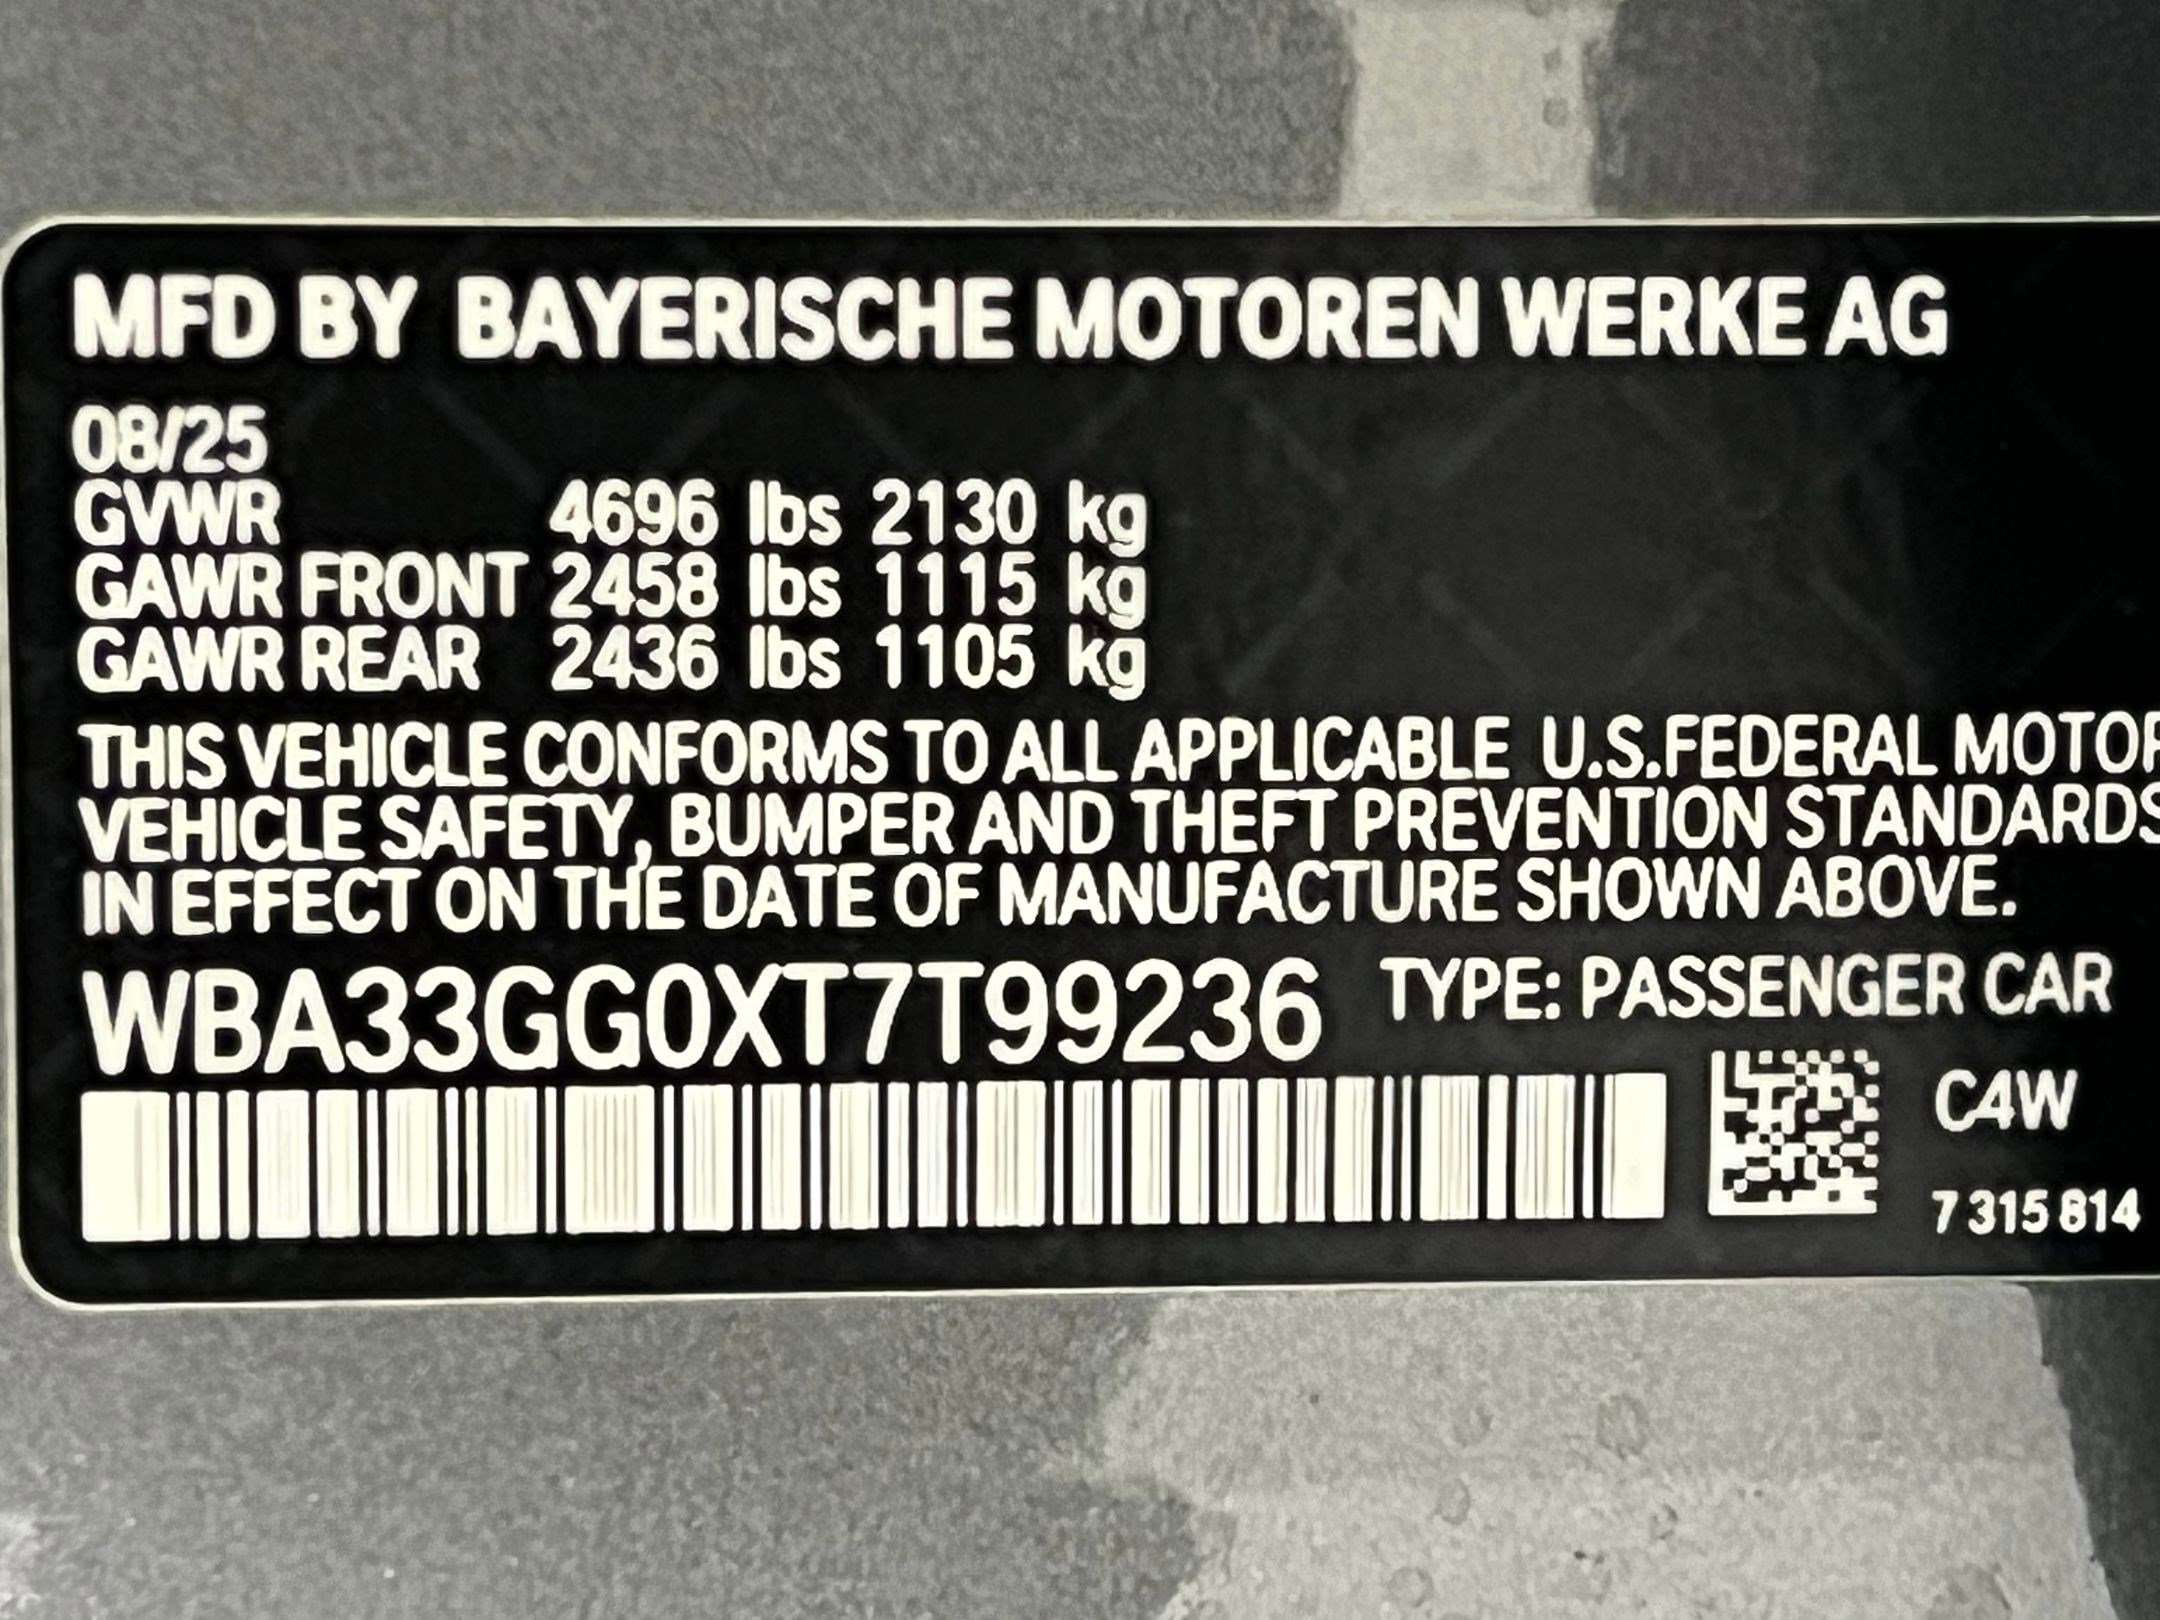 MFD BY BAYERISCHE MOTOREN WERKE AG
08/25
GVWR 4696 lbs 2130 kg
GAWR FRONT 2458 lbs 1115 kg
GAWR REAR 2436 lbs 1105 kg
THIS VEHICLE CONFORMS TO ALL APPLICABLE U.S.FEDERAL MOTOR
VEHICLE SAFETY, BUMPER AND THEFT PREVENTION STANDARDS
IN EFFECT ON THE DATE OF MANUFACTURE SHOWN ABOVE.
WBA33GG0XT7T99236 TYPE: PASSENGER CAR
C4W
7 315 814